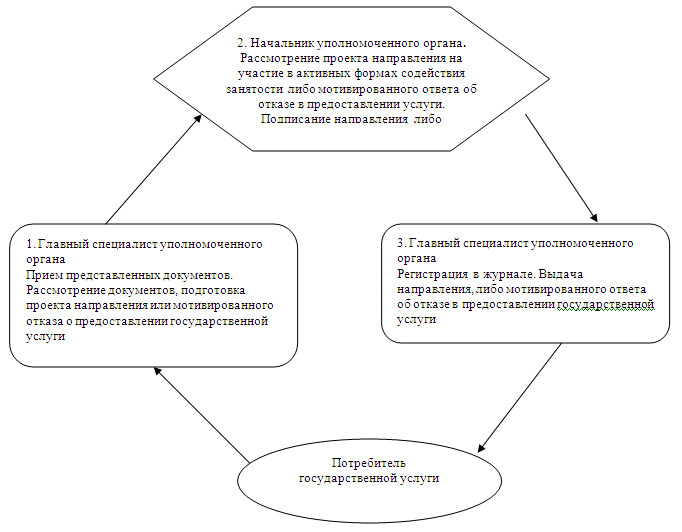 2. Начальник уполномоченного органа.
Рассмотрение проекта направления на
участие в активных формах содействия
занятости либо мотивированного ответа об
отказе в предоставлении услуги.
Подписание направления либо
1. Главный специалист уполномоченного
органа
Прием представленных документов.
Рассмотрение документов, подготовка
проекта направления или мотивированного
отказа о предоставлении государственной
услуги
3. Главный специалист уполномоченного
органа
Регистрация в журнале. Выдача
направления, либо мотивированного ответа
об отказе в предоставлении государственной
услуги
Потребитель
государственной услуги